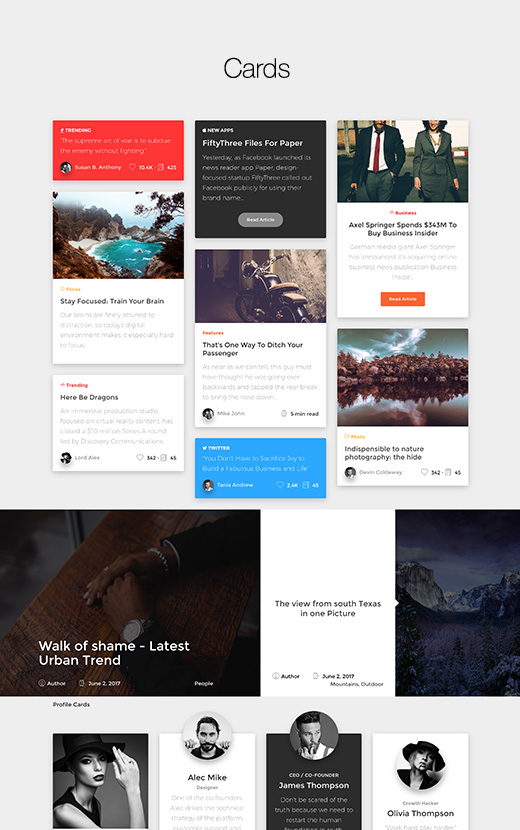 Cards
TRENDING
"The supreme art of war is to subdue
the enemy without fighting."
Susan B. Anthony
10.4K · 425
Focus
Stay Focused: Train Your Brain
Our brains are finely attuned to
distraction, so today's digital
environment makes it especially hard
to focus..
Trending
Here Be Dragons
An immersive production studio
focused on virtual reality content, has
closed a $10 million Series A round
led by Discovery Communications
Lord Alex
342 · 45
NEW APPS
FiftyThree Files For Paper
Yesterday, as Facebook launched its
news reader app Paper, design-
focused startup FiftyThree called out
Facebook publicly for using their
brand name..
Read Article
Features
That's One Way To Ditch Your
Passenger
As near as we can tell, this guy must
have thought he was going over
backwards and tapped the rear break
to bring the nose down..
Mike John
5 min read
TWITTER
"You Don't Have to Sacrifice Joy to
Build a Fabulous Business and Life"
Tania Andrew
2.4K · 45
Business
Axel Springer Spends $343M To
Buy Business Insider
German media giant Axel Springer
has announced it's acquiring online
business news publication Business
Inside..
Read Article
Photo
Indispensible to nature
photography: the hide
Devin Coldewey
342 · 45
Walk of shame - Latest
Urban Trend
Author
June 2, 2017
People
The view from south Texas
in one Picture
Author
June 2, 2017
Mountains, Outdoor
Profile Cards
Alec Mike
Designer
One of the co-founders
Alec drives the technical
strategy of the platform,
customer support and
CEO / CO-FOUNDER
James Thompson
Don't be scared of the
truth because we need to
restart the human
foundation in truth
Growth Hacker
Olivia Thompson
"Work hard play harder"